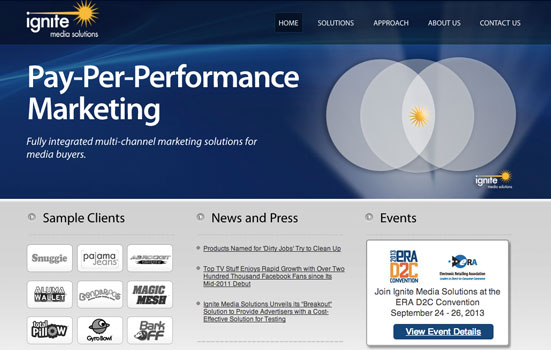 ignite
media solutions
HOME SOLUTIONS APPROACH ABOUT US CONTACT US
Pay-Per-Performance
Marketing
Fully integrated multi-channel marketing solutions for
media buyers.
ignite
media solutions
Sample Clients
Snuggie
pajama
Jeans
AB ROCKET
ALUMA
WALLET
BENDAROOS
MAGIC
MESH
total
PillOw
GyroBowl
BARK
OFF
News and Press
Products Named for 'Dirty Jobs' Try to Clean Up
Top TV Stuff Enjoys Rapid Growth with Over Two
Hundred Thousand Facebook Fans since Its
Mid-2011 Debut
Ignite Media Solutions Unveils its "Breakout"
Solution to Provide Advertisers with a Cost-
Effective Solution for Testing
Events
2013 ERA
D2C
CONVENTION
ERA
Electronic Retailing Association
Join Ignite Media Solutions at the
ERA D2C Convention
September 24 - 26, 2013
View Event Details